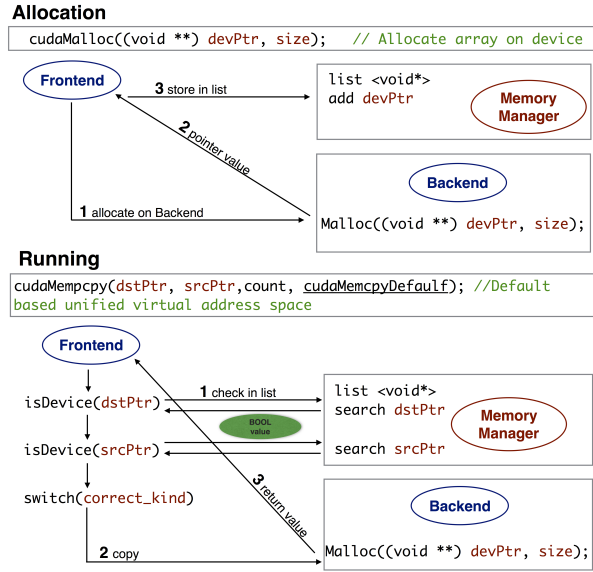 Allocation
cudaMalloc((void **) devPtr, size); // Allocate array on device
Frontend
3 store in list
list <void*>
add devPtr
Memory
Manager
2 pointer value
Backend
1 allocate on Backend
Malloc((void **) devPtr, size);
Running
cudaMempcpy(dstPtr, srcPtr,count, cudaMemcpyDefaulf); //Default
based unified virtual address space
Frontend
isDevice(dstPtr)
1 check in list
list <void*>
search dstPtr
BOOL
value
Memory
Manager
isDevice(srcPtr)
search srcPtr
switch(correct_kind)
3 return value
Backend
2 copy
Malloc((void **) devPtr, size);